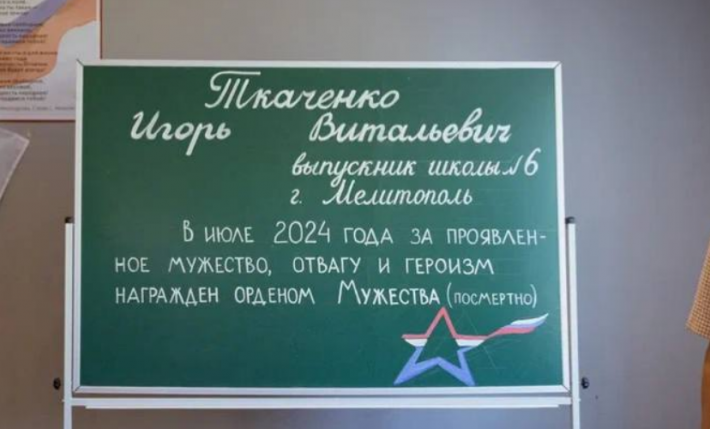 Ткаченко
Игорь Витальевич
выпускник школы №6
г. Мелитополь
В июле 2024 года за проявлен-
ное мужество, отвагу и героизм
награжден орденом Мужества (посмертно)